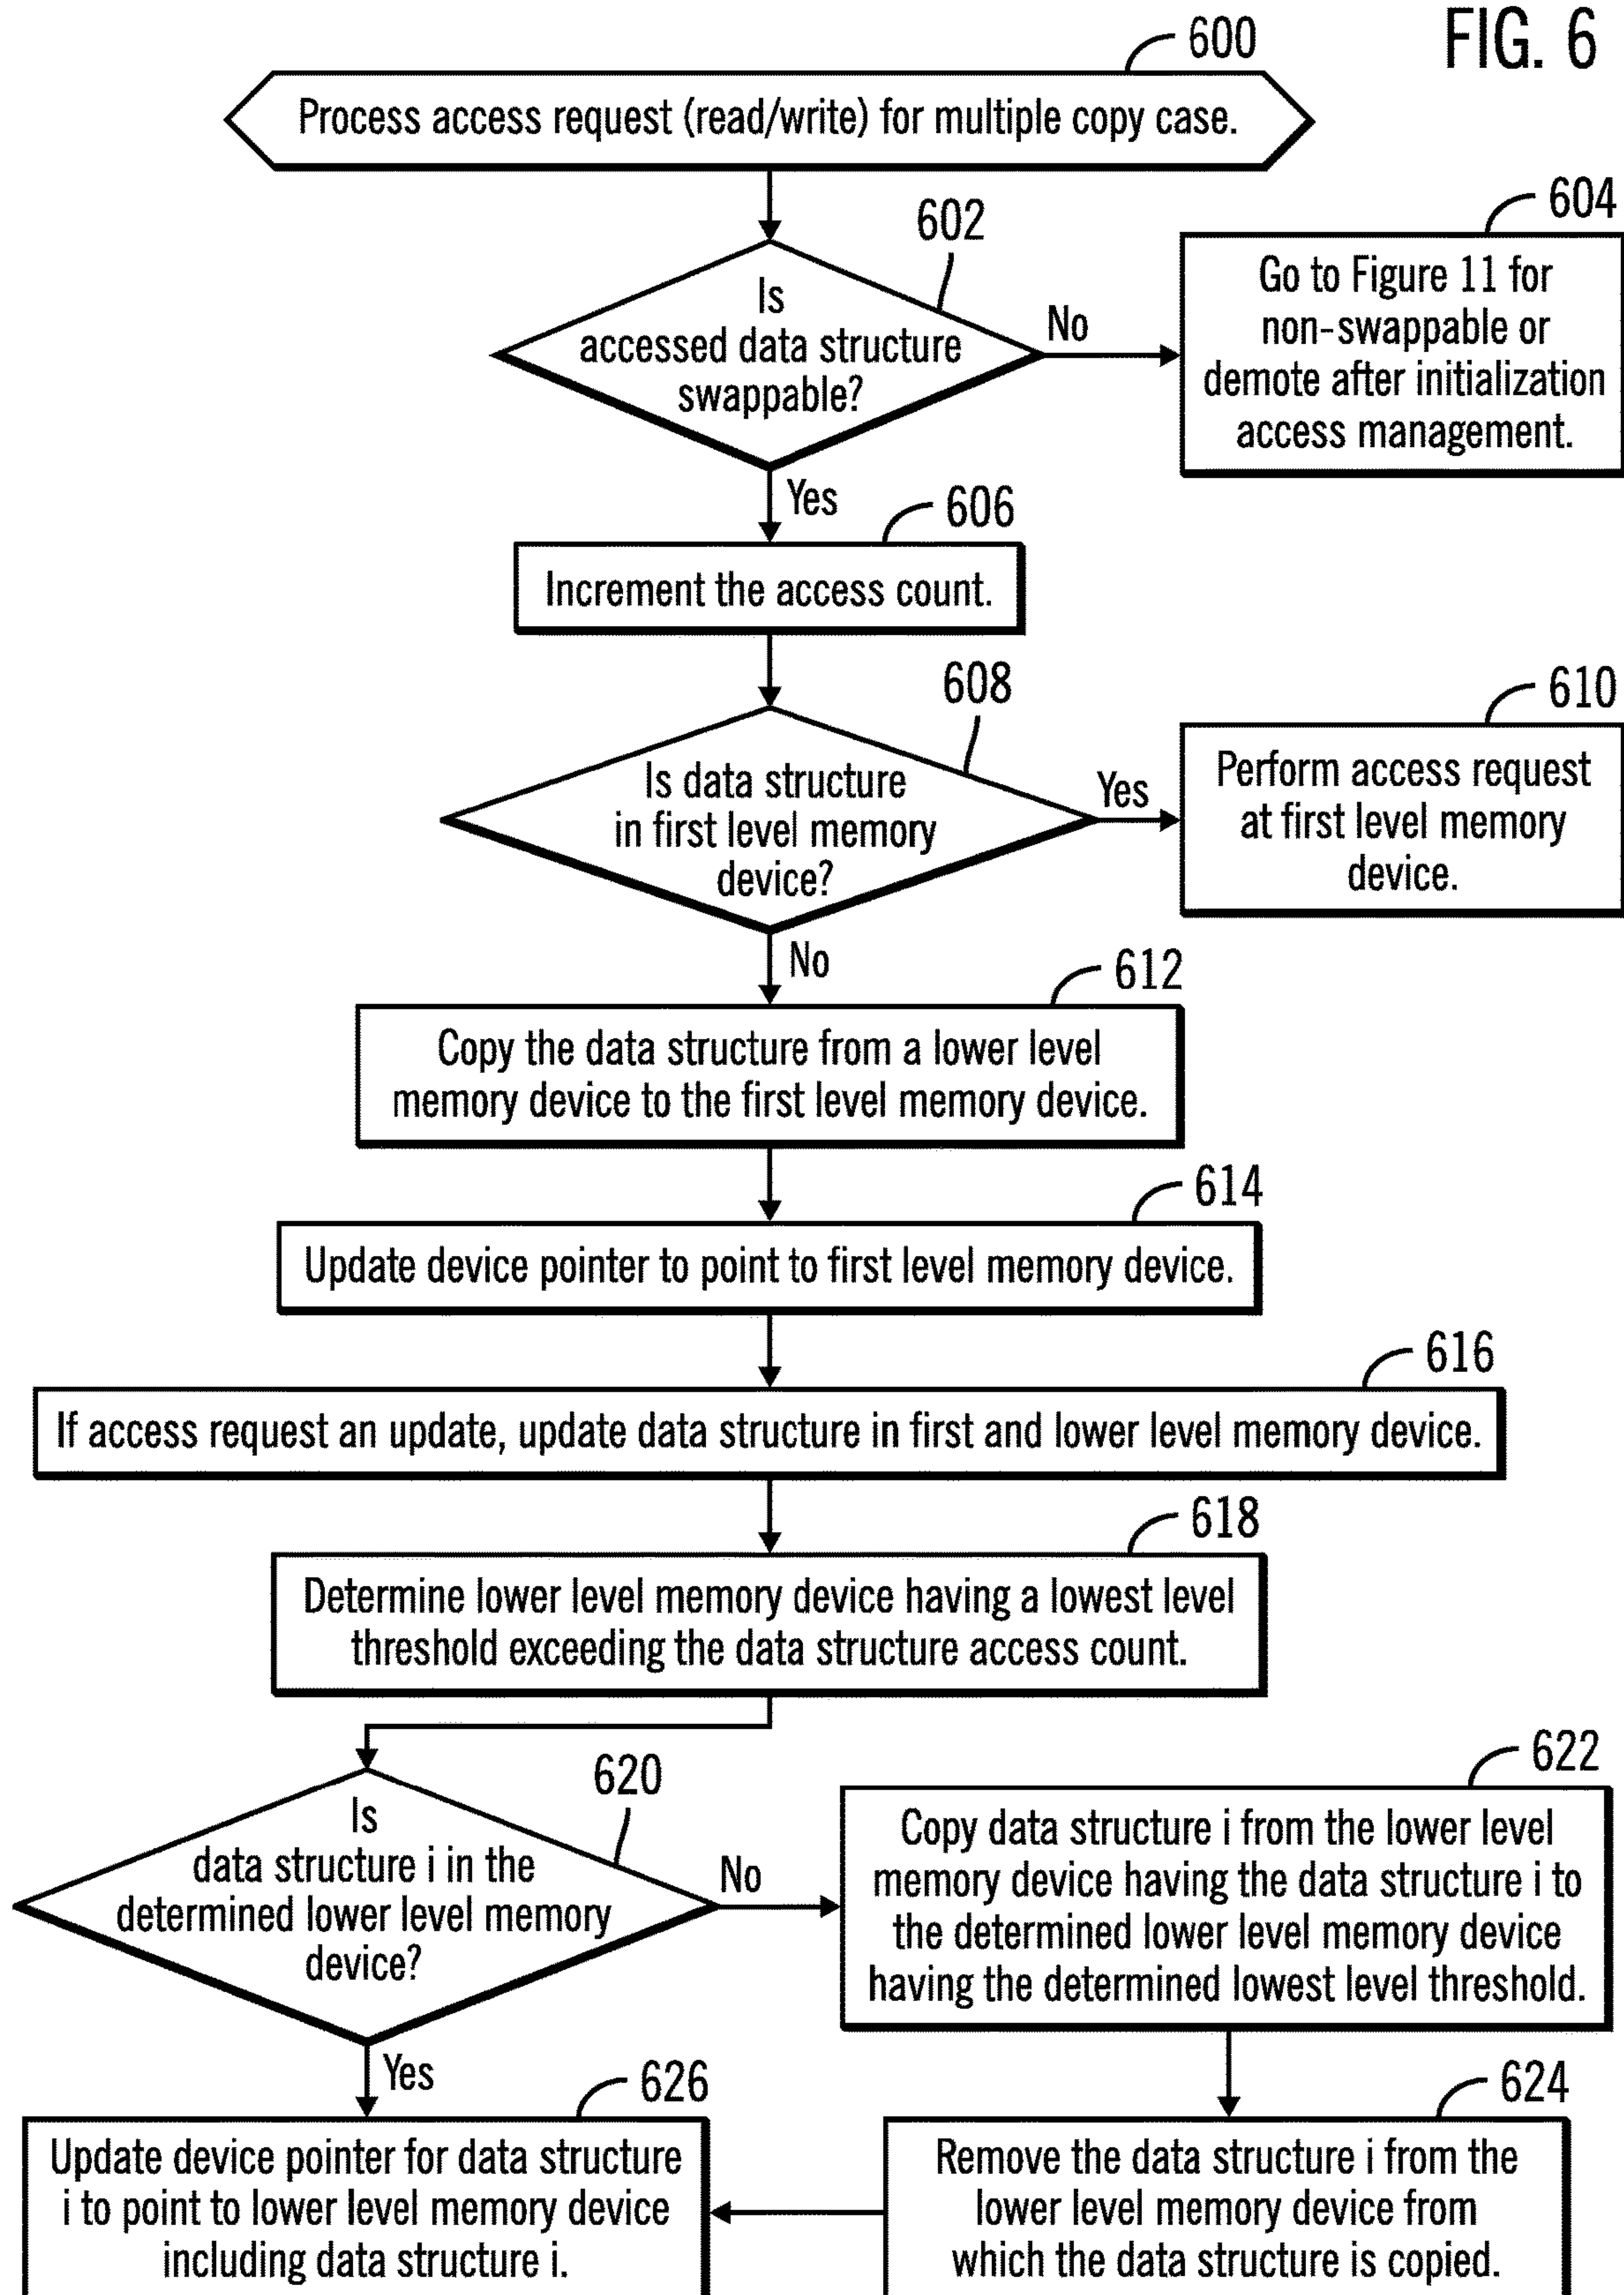 FIG. 6
600
Process access request (read/write) for multiple copy case.
602
Is
accessed data structure
swappable?
No
604
Go to Figure 11 for
non-swappable or
demote after initialization
access management.
Yes
606
Increment the access count.
608
Is data structure
in first level memory
device?
Yes
610
Perform access request
at first level memory
device.
No
612
Copy the data structure from a lower level
memory device to the first level memory device.
614
Update device pointer to point to first level memory device.
616
If access request an update, update data structure in first and lower level memory device.
618
Determine lower level memory device having a lowest level
threshold exceeding the data structure access count.
620
Is
data structure i in the
determined lower level memory
device?
No
622
Copy data structure i from the lower level
memory device having the data structure i to
the determined lower level memory device
having the determined lowest level threshold.
Yes
626
Update device pointer for data structure
i to point to lower level memory device
including data structure i.
624
Remove the data structure i from the
lower level memory device from
which the data structure is copied.